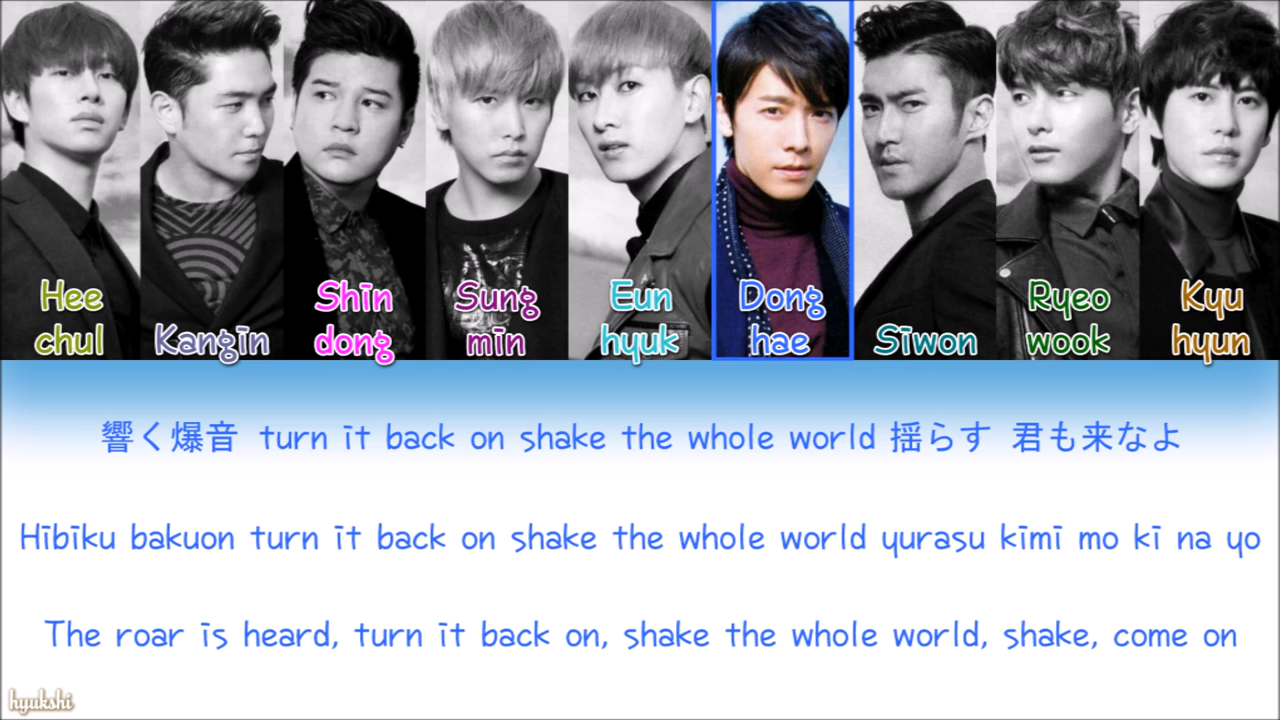 Hee
chul
Kangin
Shin
dong
Sung
min
Eun
hyuk
Dong
hae
Siwon
Ryeo
wook
Kyu
hyun
響く爆音 turn it back on shake the whole world 揺らす 君も来なよ
Hibiku bakuon turn it back on shake the whole world yurasu kimi mo ki na yo
The roar is heard, turn it back on, shake the whole world, shake, come on
hyukshi